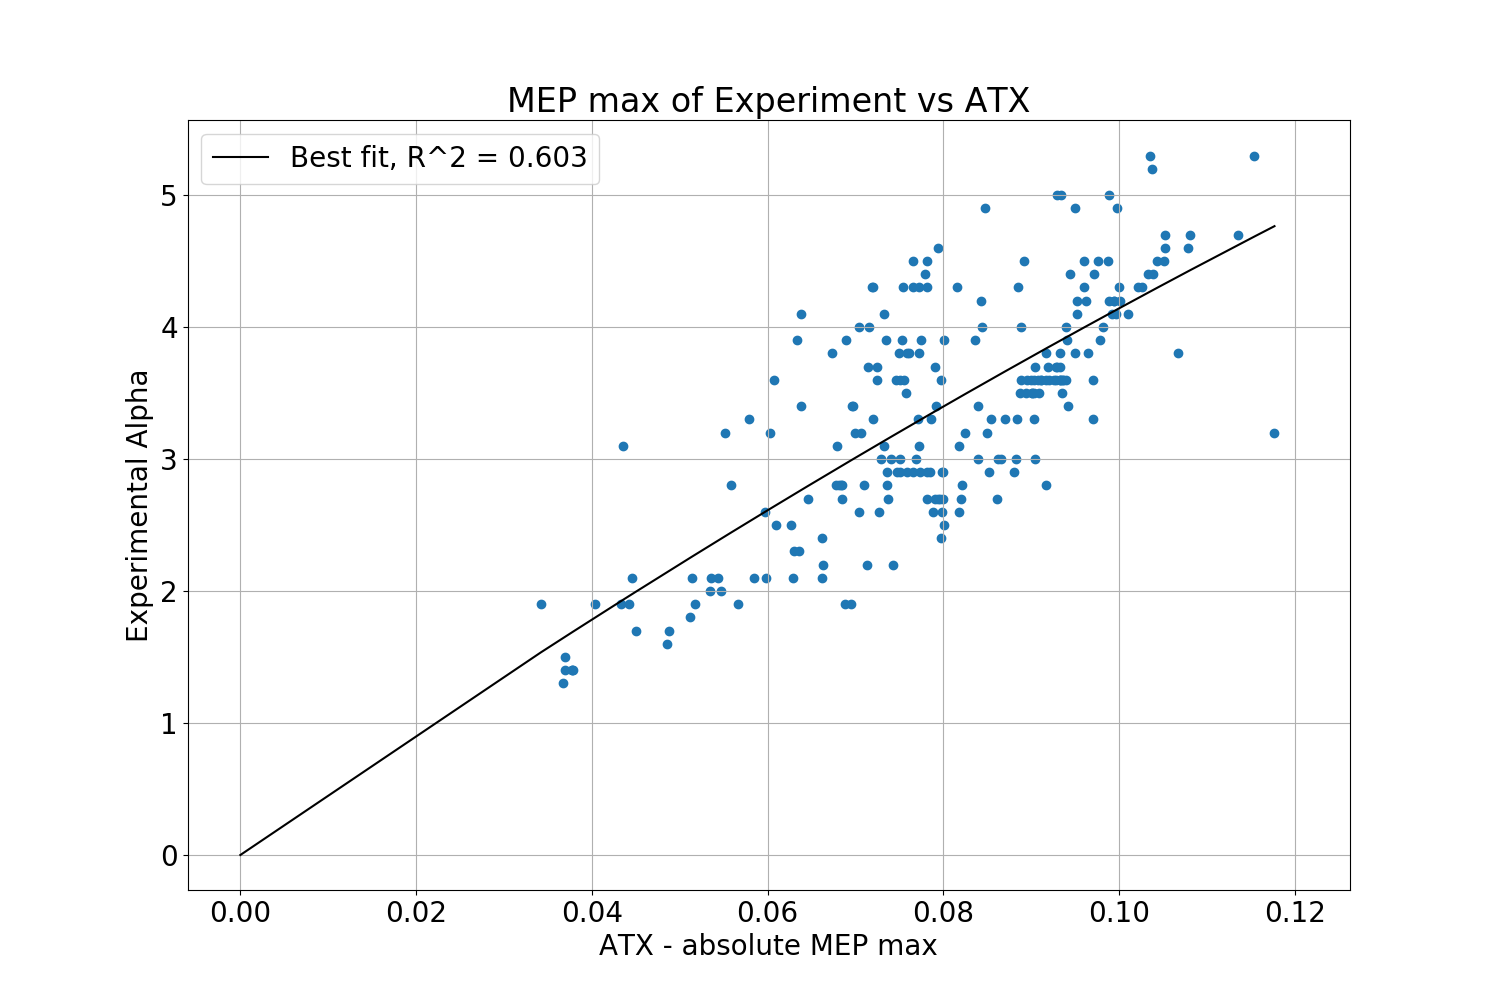 MEP max of Experiment vs ATX
Best fit, R^2 = 0.603
5
4
3
2
1
0
Experimental Alpha
0.00 0.02 0.04 0.06 0.08 0.10 0.12
ATX - absolute MEP max